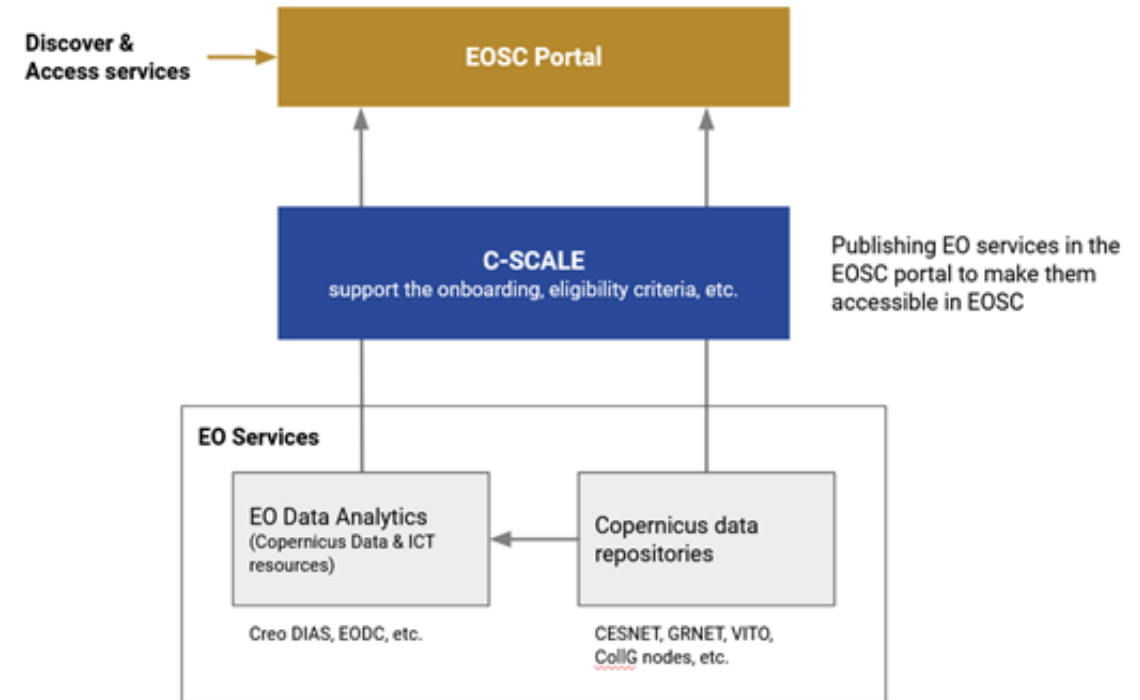 Discover &
Access services
EOSC Portal
C-SCALE
support the onboarding, eligibility criteria, etc.
Publishing EO services in the
EOSC portal to make them
accessible in EOSC
EO Services
EO Data Analytics
(Copernicus Data & ICT
resources)
Copernicus data
repositories
Creo DIAS, EODC, etc.
CESNET, GRNET, VITO,
CollG nodes, etc.